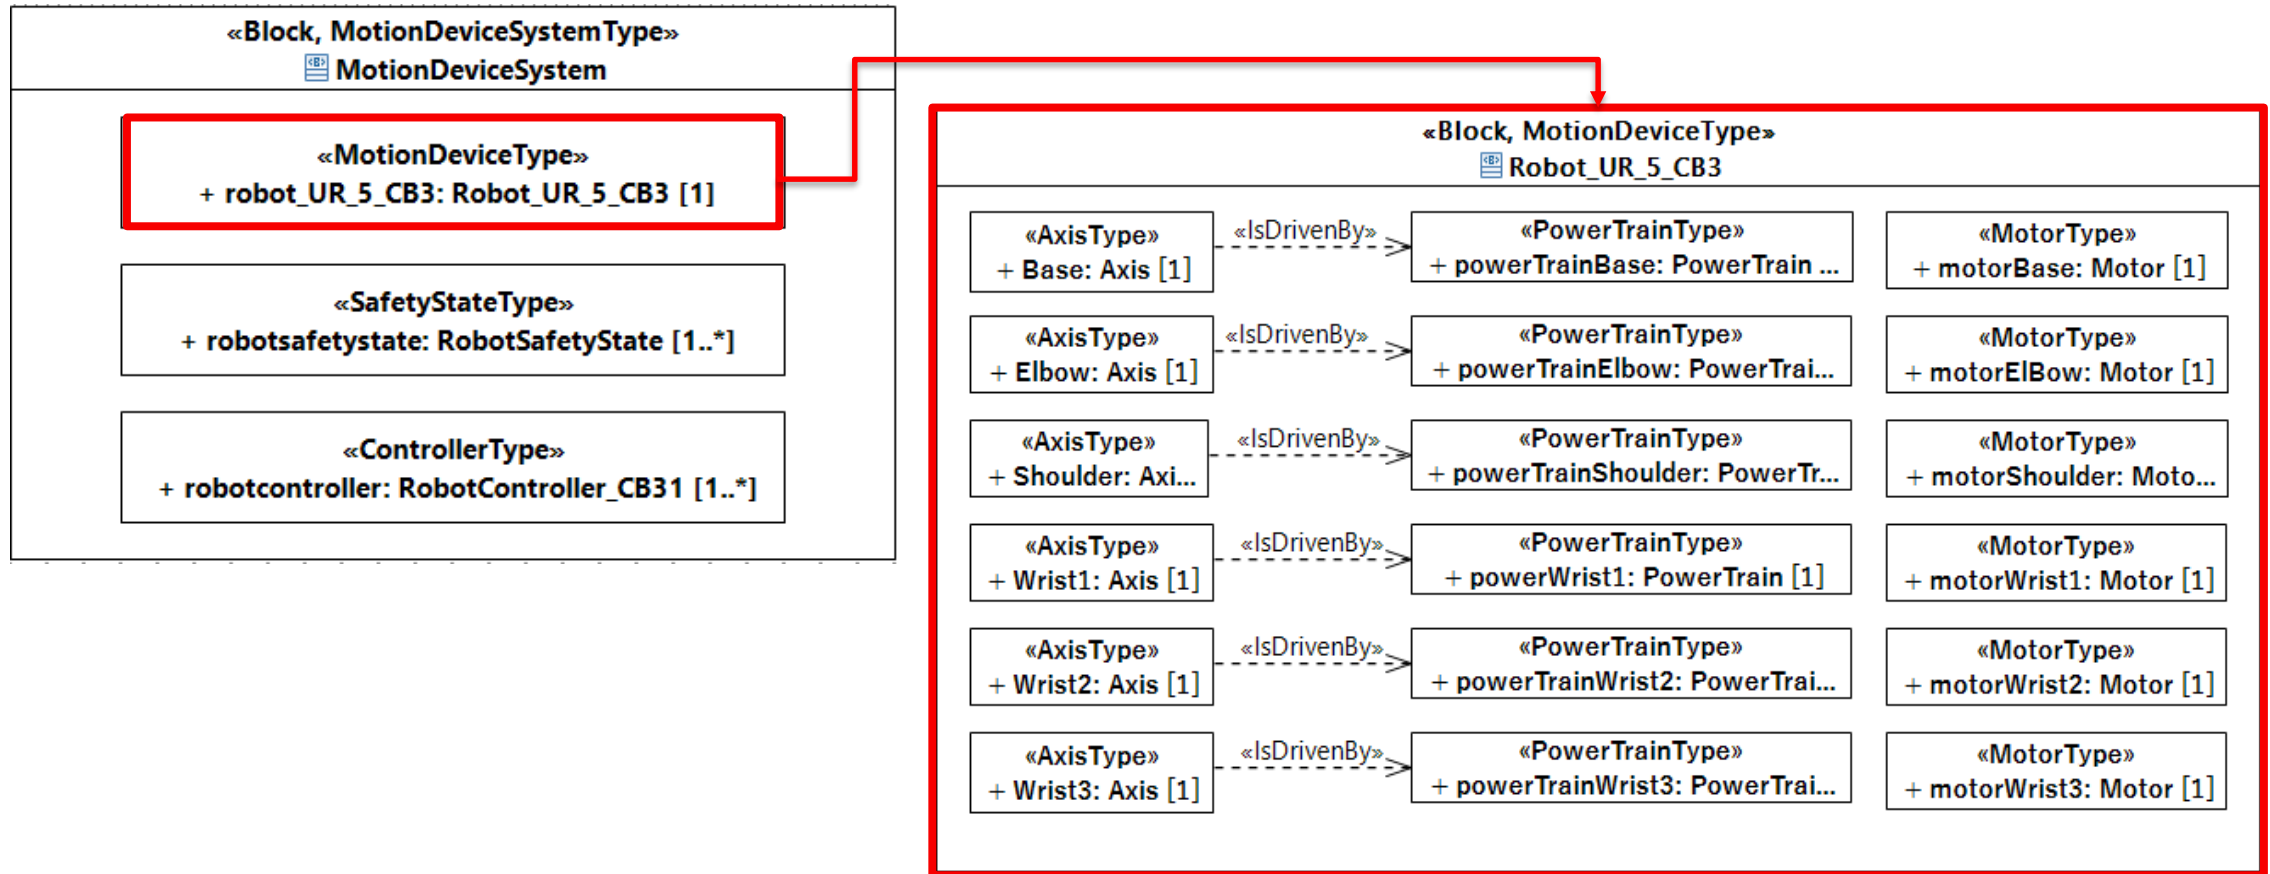 «Block, MotionDeviceSystemType»
MotionDeviceSystem
«MotionDeviceType»
+ robot_UR_5_CB3: Robot_UR_5_CB3 [1]
«SafetyStateType»
+ robotsafetystate: RobotSafetyState [1..*]
«ControllerType»
+ robotcontroller: RobotController_CB31 [1..*]
«Block, MotionDeviceType»
Robot_UR_5_CB3
«AxisType»
+ Base: Axis [1]
«IsDrivenBy»
«PowerTrainType»
+ powerTrainBase: PowerTrain ...
«MotorType»
+ motorBase: Motor [1]
«AxisType»
+ Elbow: Axis [1]
«IsDrivenBy»
«PowerTrainType»
+ powerTrainElbow: PowerTrai...
«MotorType»
+ motorElBow: Motor [1]
«AxisType»
+ Shoulder: Axi...
«IsDrivenBy»
«PowerTrainType»
+ powerTrainShoulder: PowerTr...
«MotorType»
+ motorShoulder: Moto...
«AxisType»
+ Wrist1: Axis [1]
«IsDrivenBy»
«PowerTrainType»
+ powerWrist1: PowerTrain [1]
«MotorType»
+ motorWrist1: Motor [1]
«AxisType»
+ Wrist2: Axis [1]
«IsDrivenBy»
«PowerTrainType»
+ powerTrainWrist2: PowerTrai...
«MotorType»
+ motorWrist2: Motor [1]
«AxisType»
+ Wrist3: Axis [1]
«IsDrivenBy»
«PowerTrainType»
+ powerTrainWrist3: PowerTrai...
«MotorType»
+ motorWrist3: Motor [1]